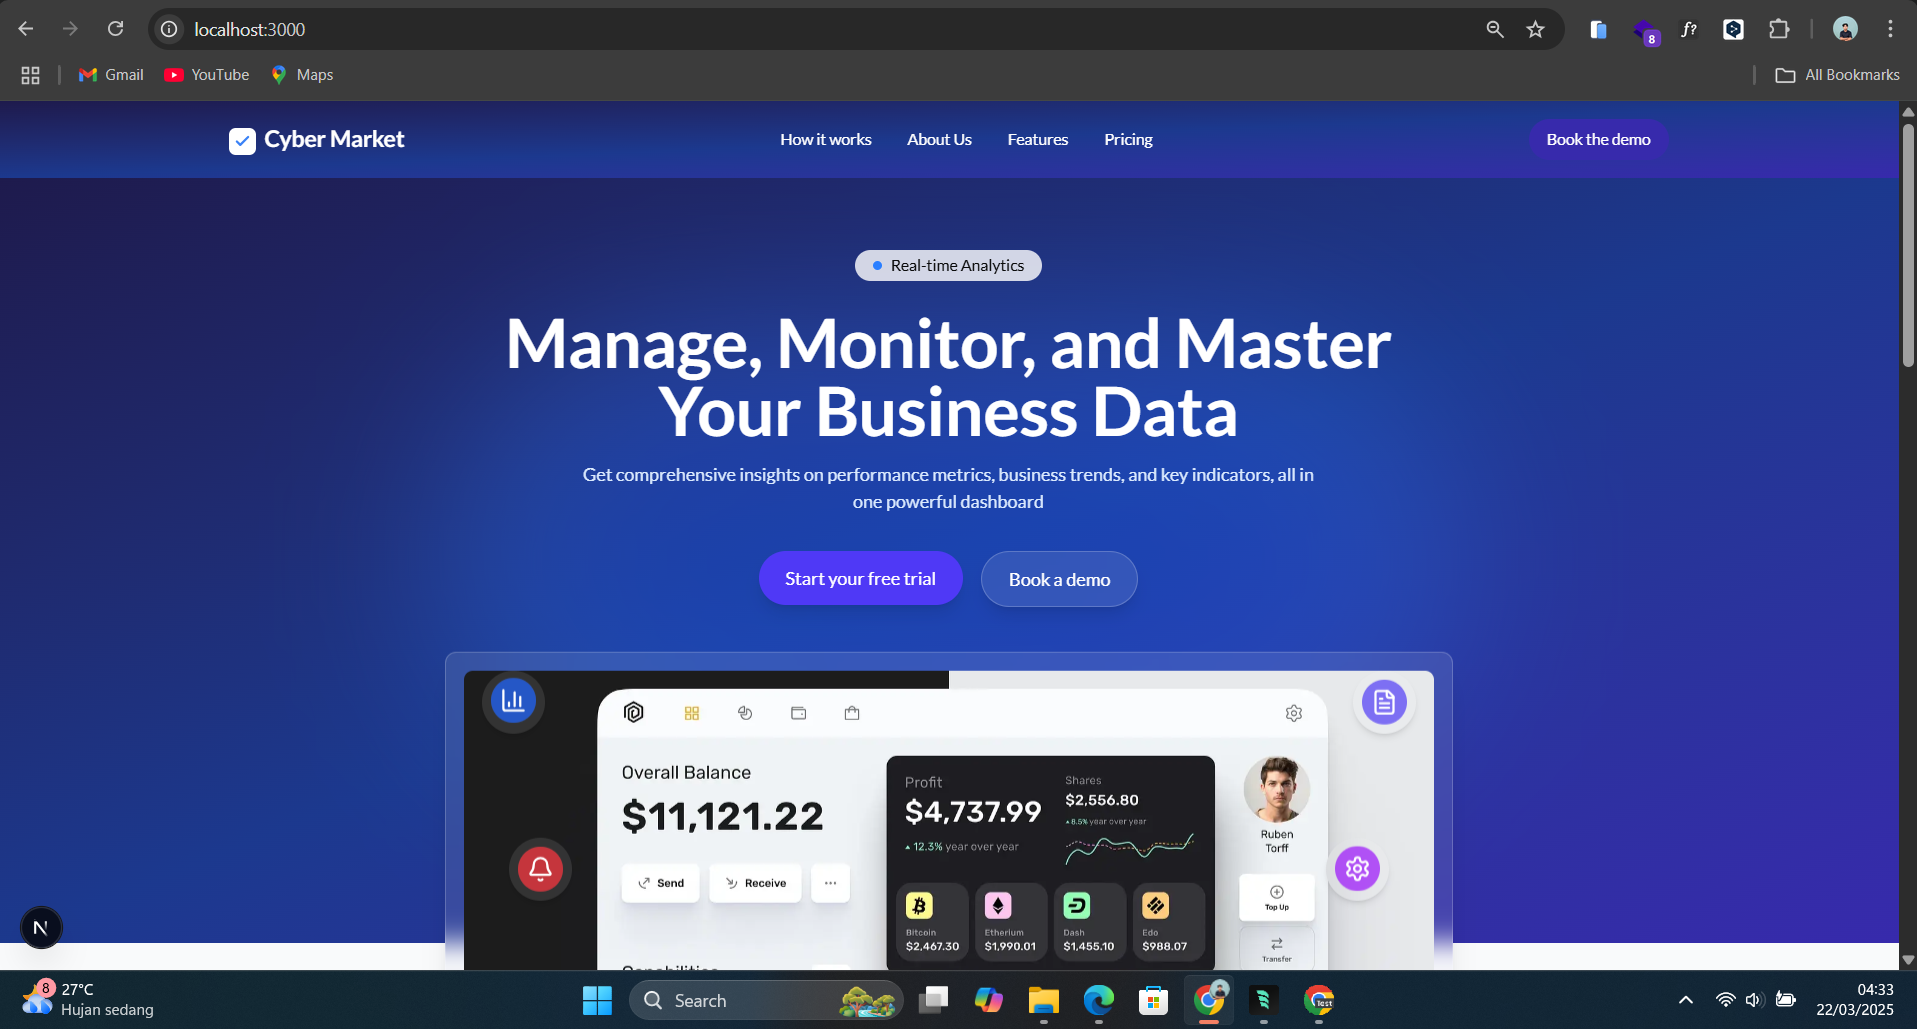 localhost:3000
8
f?
Gmail
YouTube
Maps
All Bookmarks
Cyber Market
How it works
About Us
Features
Pricing
Book the demo
Real-time Analytics
Manage, Monitor, and Master
Your Business Data
Get comprehensive insights on performance metrics, business trends, and key indicators, all in
one powerful dashboard
Start your free trial
Book a demo
Overall Balance
$11,121.22
Send
Receive
Profit
$4,737.99
12.3% year over year
Shares
$2,556.80
8.5% year over year
Bitcoin
$2,467.30
Etherium
$1,990.01
Dash
$1,455.10
Edo
$988.07
Ruben
Torff
Top Up
Transfer
Capabilities
N
8
27°C
Hujan sedang
Search
Test
04:33
22/03/2025